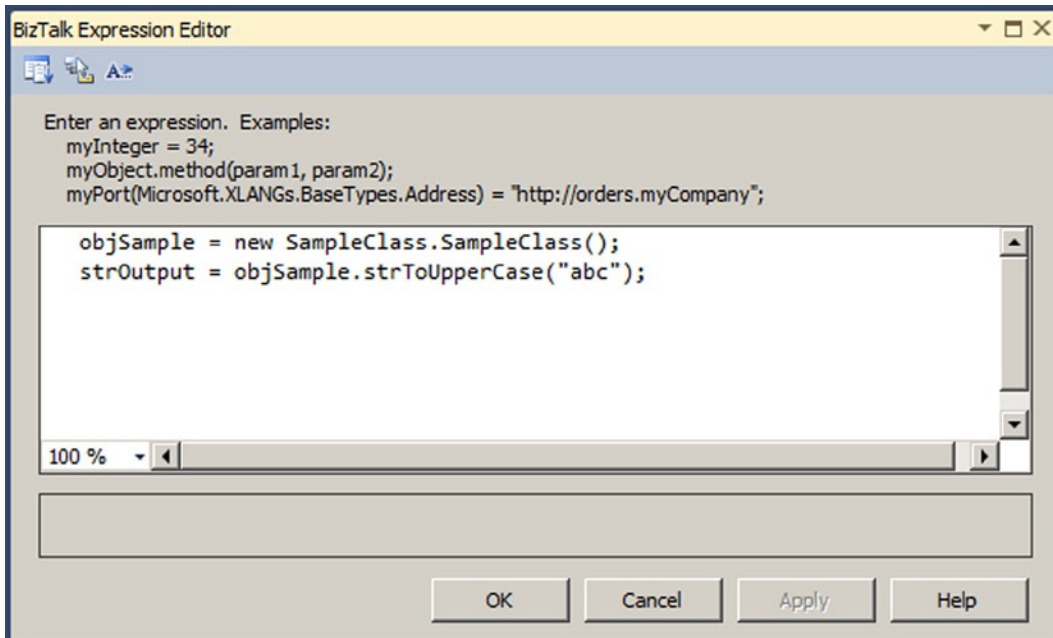 BizTalk Expression Editor
A
Enter an expression. Examples:
myInteger = 34;
myObject.method(param1, param2);
myPort(Microsoft.XLANGs.BaseTypes.Address) = "http://orders.myCompany";
objSample = new SampleClass.SampleClass();
strOutput = objSample.strToUpperCase("abc");
100 %
OK Cancel Apply Help